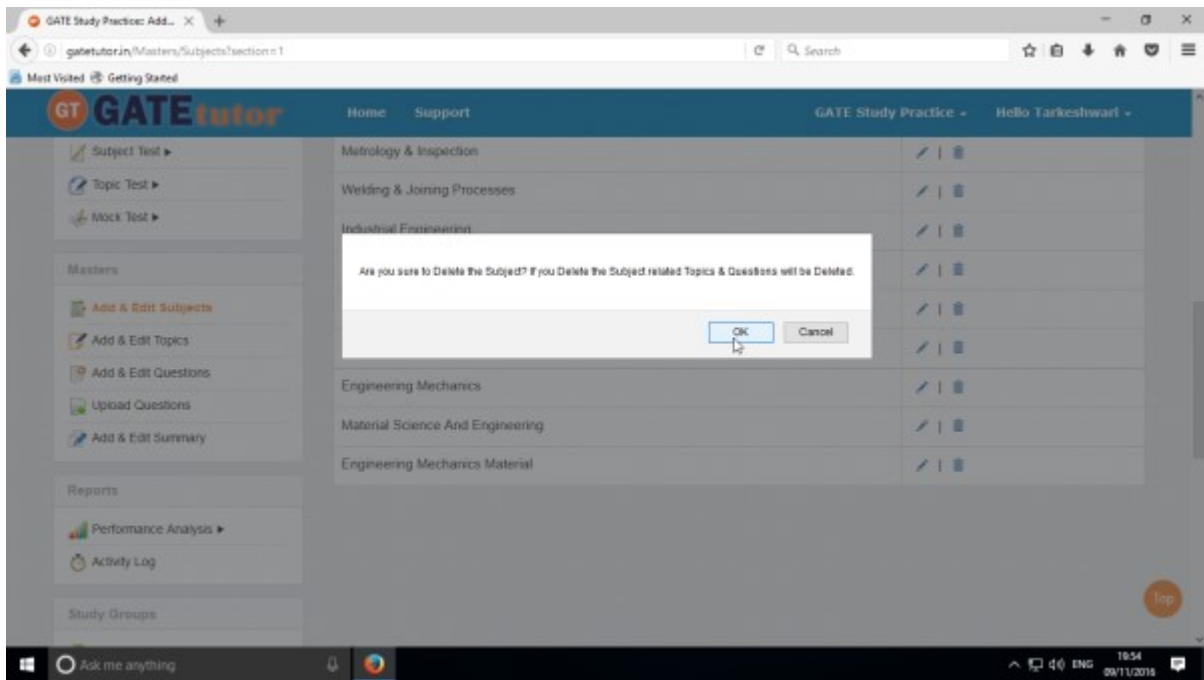 GATE Study Practice: Add...
gatetutor.in/Masters/Subjects?section=1
Search
Most Visited Getting Started
GT GATEtutor Home Support GATE Study Practice Hello Tarkeshwari
Subject Test
Topic Test
Mock Test
Masters
Add & Edit Subjects
Add & Edit Topics
Add & Edit Questions
Upload Questions
Add & Edit Summary
Reports
Performance Analysis
Activity Log
Study Groups
Metrology & Inspection
Welding & Joining Processes
Industrial Engineering
Are you sure to Delete the Subject? If you Delete the Subject related Topics & Questions will be Deleted.
OK Cancel
Engineering Mechanics
Material Science And Engineering
Engineering Mechanics Material
Top
Ask me anything
ENG
19:54
09/11/2016